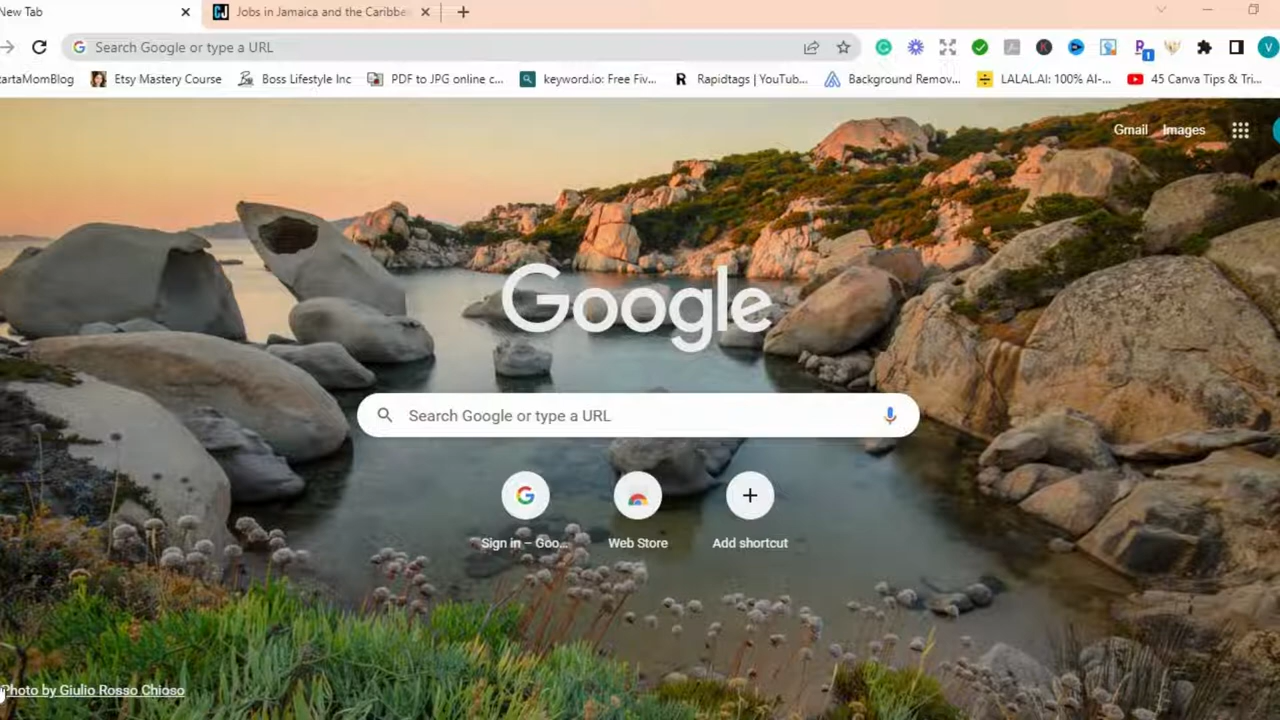 New Tab
CJ Jobs in Jamaica and the Caribbe
Search Google or type a URL
R
1
V
artaMomBlog Etsy Mastery Course Boss Lifestyle Inc PDF to JPG online c... keyword.io: Free Fiv... R Rapidtags | YouTub... Background Remov... LALAL.AI: 100% AI-... 45 Canva Tips & Tri...
Gmail Images
Google
Search Google or type a URL
Sign in – Goo... Web Store Add shortcut
Photo by Giulio Rosso Chioso